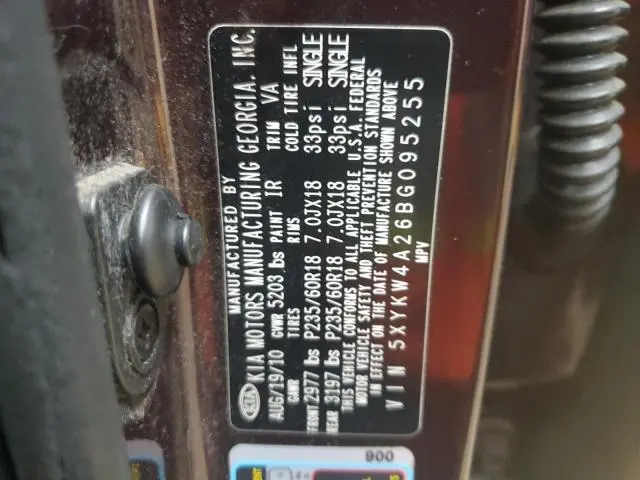 MANUFACTURED BY
KIA KIA MOTORS MANUFACTURING GEORGIA, INC.
AUG/19/10 GVWR 5203 lbs PAINT IR TRIM VA
GAWR TIRES RIMS COLD TIRE INFL
FRONT 2977 lbs P235/60R18 7.0JX18 33psi SINGLE
REAR 3197 lbs P235/60R18 7.0JX18 33psi SINGLE
THIS VEHICLE CONFORMS TO ALL APPLICABLE U.S.A. FEDERAL
MOTOR VEHICLE SAFETY AND THEFT PREVENTION STANDARDS
IN EFFECT ON THE DATE OF MANUFACTURE SHOWN ABOVE
VIN 5XYKW4A26BG095255
MPV
900